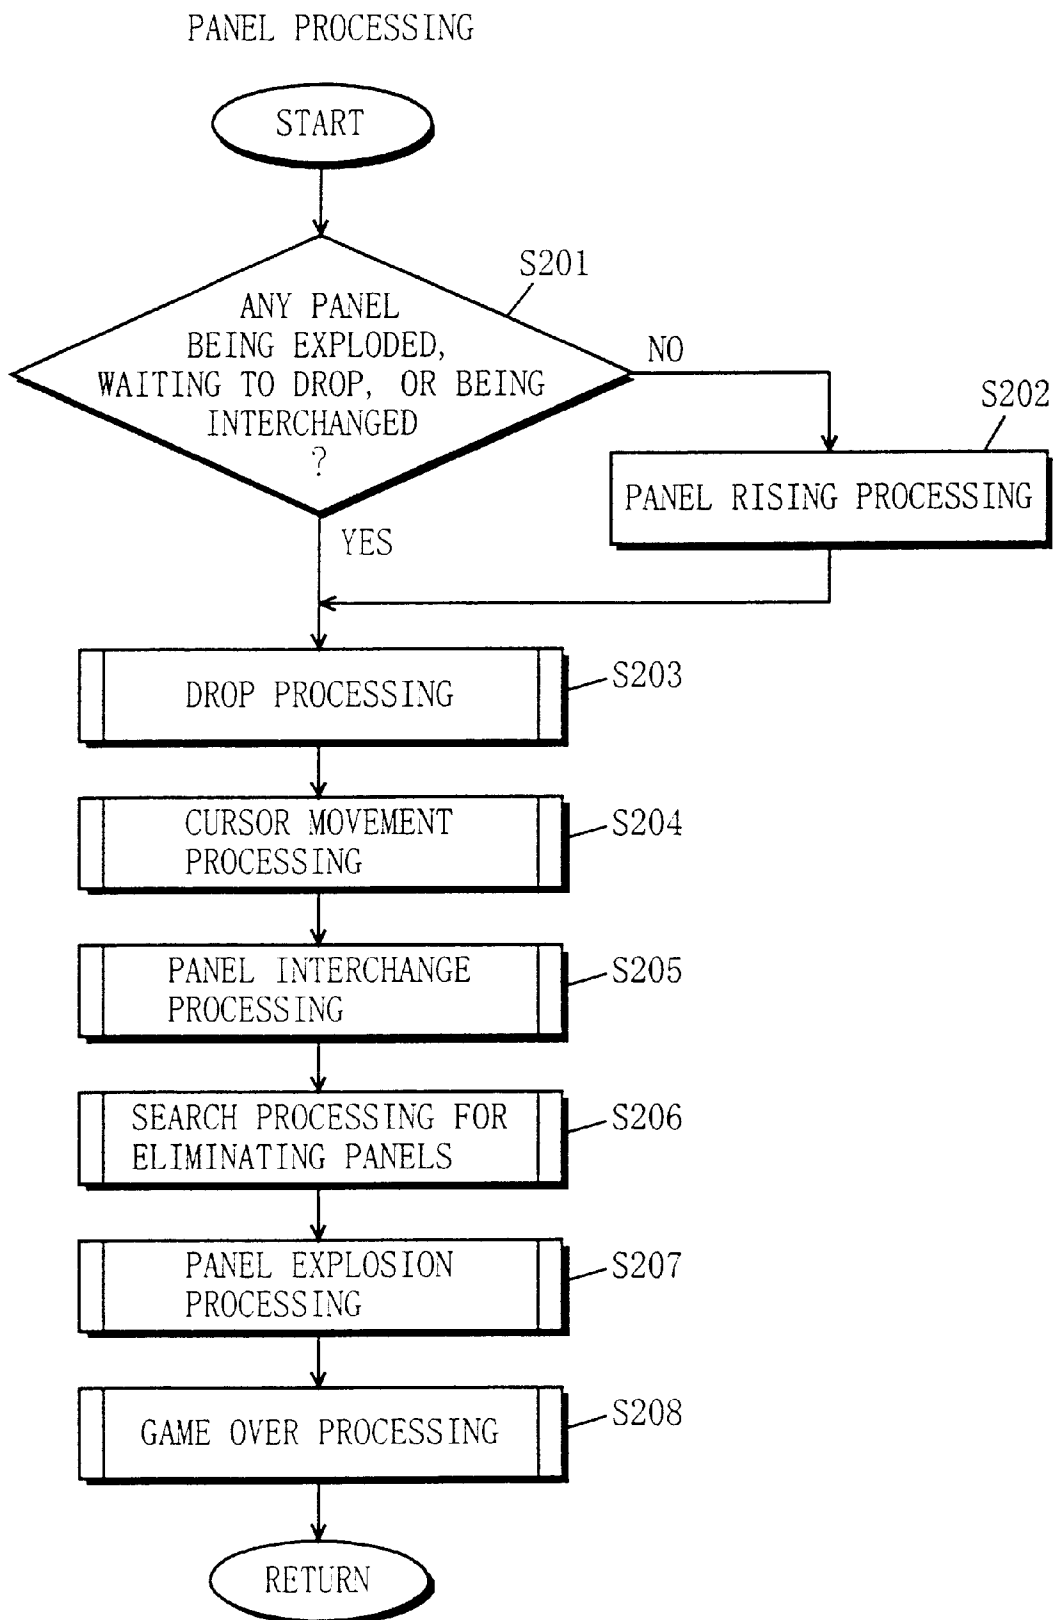 PANEL PROCESSING
START
S201
ANY PANEL
BEING EXPLODED,
WAITING TO DROP, OR BEING
INTERCHANGED
?
NO
S202
PANEL RISING PROCESSING
YES
DROP PROCESSING
S203
CURSOR MOVEMENT
PROCESSING
S204
PANEL INTERCHANGE
PROCESSING
S205
SEARCH PROCESSING FOR
ELIMINATING PANELS
S206
PANEL EXPLOSION
PROCESSING
S207
GAME OVER PROCESSING
S208
RETURN